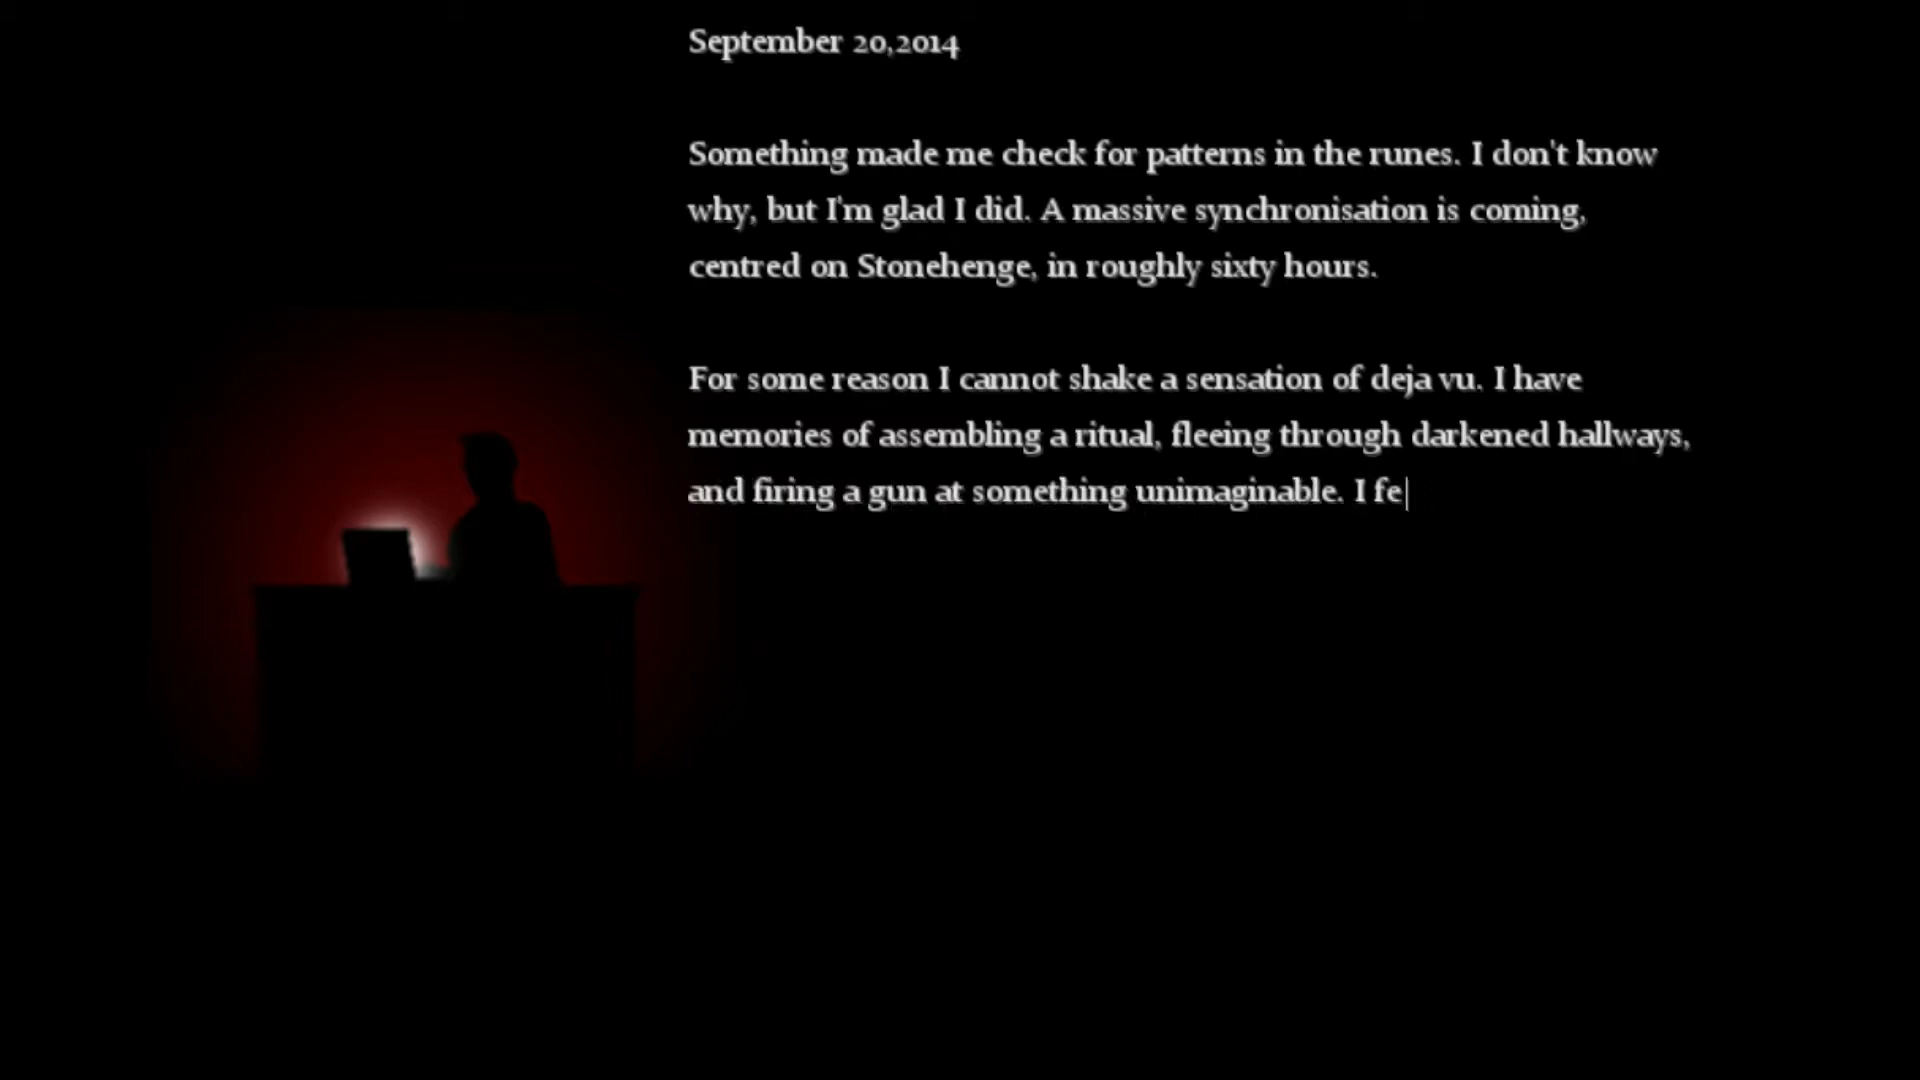 September 20,2014
Something made me check for patterns in the runes. I don't know
why, but I'm glad I did. A massive synchronisation is coming,
centred on Stonehenge, in roughly sixty hours.
For some reason I cannot shake a sensation of deja vu. I have
memories of assembling a ritual, fleeing through darkened hallways,
and firing a gun at something unimaginable. I fe